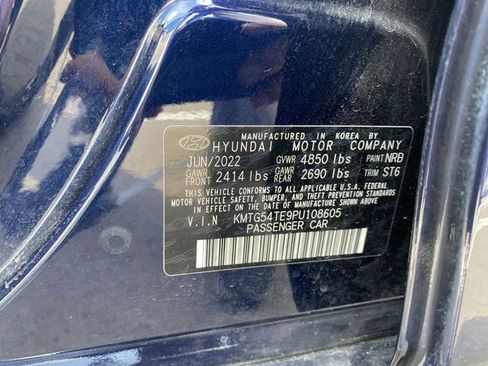 MANUFACTURED IN KOREA BY
HYUNDAI MOTOR COMPANY
JUN/2022 GVWR 4850 lbs PAINT NRB
GAWR FRONT 2414 lbs GAWR REAR 2690 lbs TRIM ST6
THIS VEHICLE CONFORMS TO ALL APPLICABLE U.S.A. FEDERAL
MOTOR VEHICLE SAFETY, BUMPER, AND THEFT PREVENTION STANDARDS
IN EFFECT ON THE DATE OF MANUFACTURE SHOWN ABOVE.
V.I.N : KMTG54TE9PU108605
PASSENGER CAR